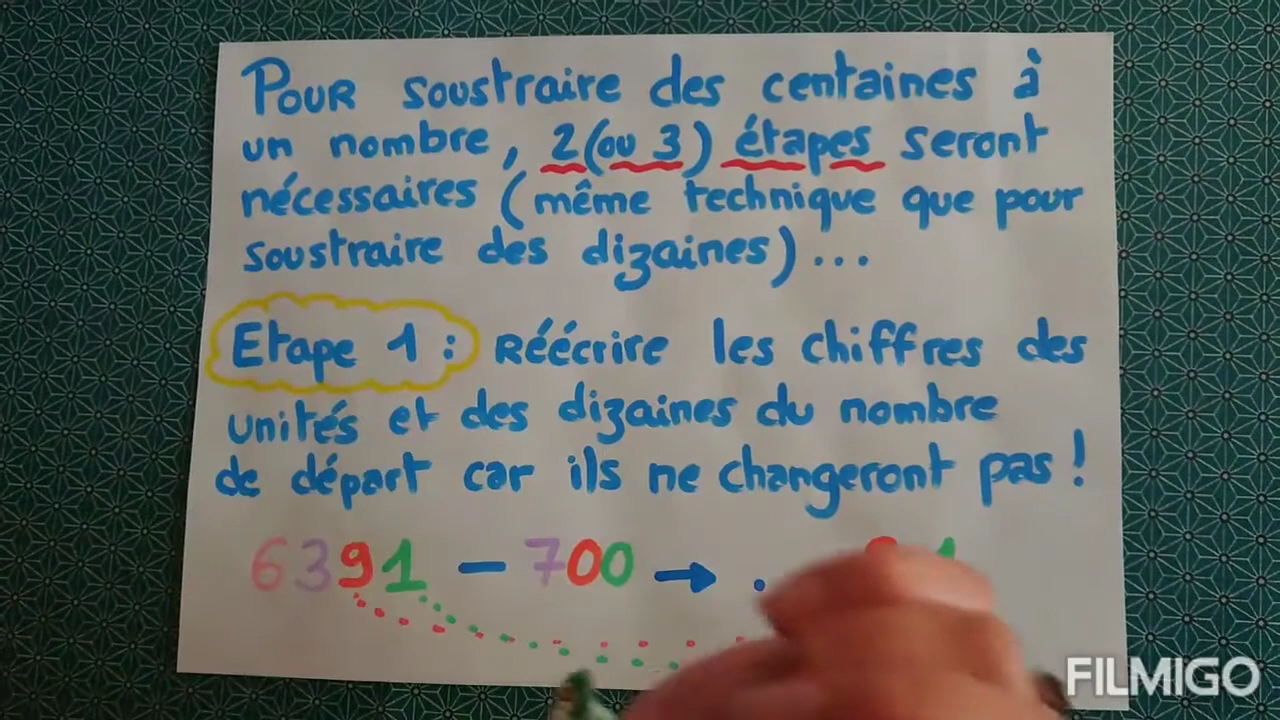 Pour soustraire des centaines à
un nombre, 2 (ou 3) étapes seront
nécessaires (même technique que pour
soustraire des dizaines)...
Etape 1 : Réécrire les chiffres des
unités et des dizaines du nombre
de départ car ils ne changeront pas !
6391 – 700 → .
FILMIGO